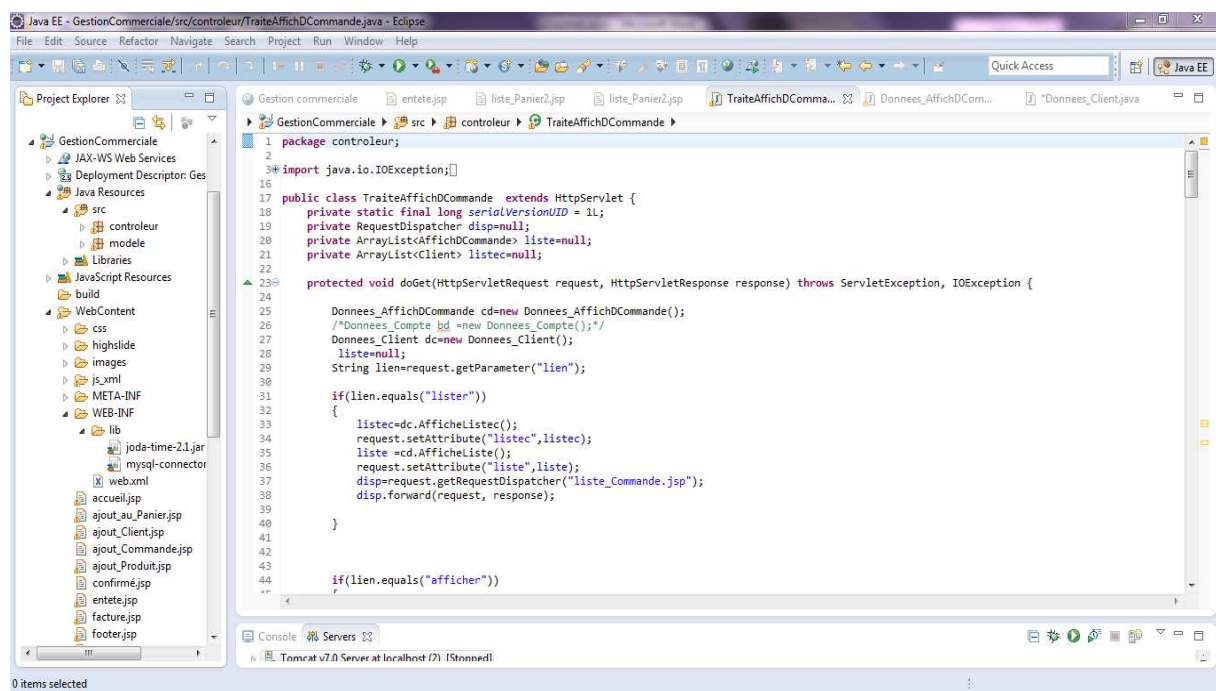 Java EE - GestionCommerciale/src/controleur/TraiteAffichDCommande.java - Eclipse
File Edit Source Refactor Navigate Search Project Run Window Help
Quick Access
Java EE
Project Explorer
GestionCommerciale
JAX-WS Web Services
Deployment Descriptor: Ges
Java Resources
src
controleur
modele
Libraries
JavaScript Resources
build
WebContent
css
highslide
images
js_xml
META-INF
WEB-INF
lib
joda-time-2.1.jar
mysql-connector
web.xml
accueil.jsp
ajout_au_Panier.jsp
ajout_Client.jsp
ajout_Commande.jsp
ajout_Produit.jsp
confirmé.jsp
entete.jsp
facture.jsp
footer.jsp
Gestion commerciale entete.jsp liste_Panier2.jsp liste_Panier2.jsp TraiteAffichDComma... Donnees_AffichDCom... *Donnees_Client.java
GestionCommerciale src controleur TraiteAffichDCommande
1 package controleur;
2
3 import java.io.IOException;
16
17 public class TraiteAffichDCommande extends HttpServlet {
18 private static final long serialVersionUID = 1L;
19 private RequestDispatcher disp=null;
20 private ArrayList<AffichDCommande> liste=null;
21 private ArrayList<Client> listec=null;
22
23 protected void doGet(HttpServletRequest request, HttpServletResponse response) throws ServletException, IOException {
24
25 Donnees_AffichDCommande cd=new Donnees_AffichDCommande();
26 /*Donnees_Compte bd =new Donnees_Compte();*/
27 Donnees_Client dc=new Donnees_Client();
28 liste=null;
29 String lien=request.getParameter("lien");
30
31 if(lien.equals("lister"))
32 {
33 listec=dc.AfficheListec();
34 request.setAttribute("listec",listec);
35 liste =cd.AfficheListe();
36 request.setAttribute("liste",liste);
37 disp=request.getRequestDispatcher("liste_Commande.jsp");
38 disp.forward(request, response);
39
40 }
41
42
43
44 if(lien.equals("afficher"))
Console Servers
Tomcat v7.0 Server at localhost (2) [Stopped]
0 items selected